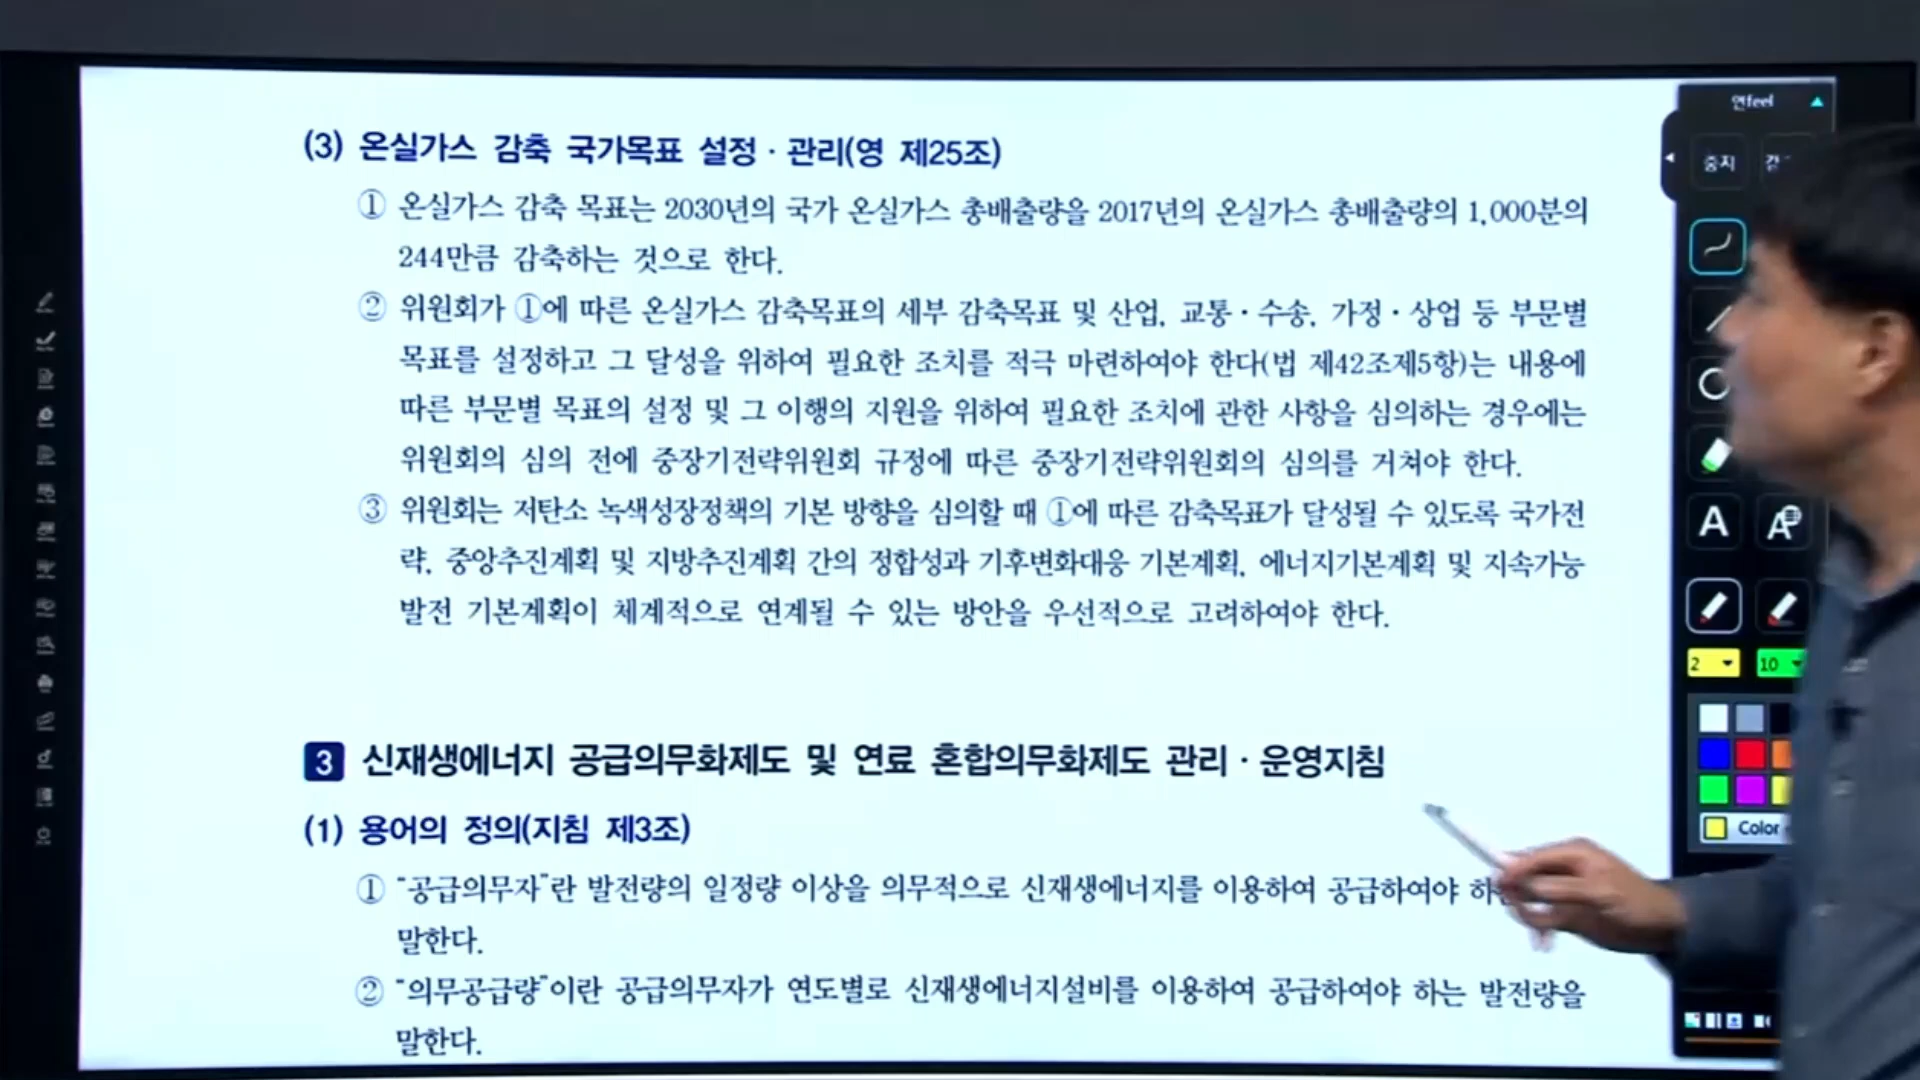 (3) 온실가스 감축 국가목표 설정 · 관리(영 제25조)
① 온실가스 감축 목표는 2030년의 국가 온실가스 총배출량을 2017년의 온실가스 총배출량의 1,000분의
244만큼 감축하는 것으로 한다.
② 위원회가 ①에 따른 온실가스 감축목표의 세부 감축목표 및 산업, 교통 · 수송, 가정 · 상업 등 부문별
목표를 설정하고 그 달성을 위하여 필요한 조치를 적극 마련하여야 한다(법 제42조제5항)는 내용에
따른 부문별 목표의 설정 및 그 이행의 지원을 위하여 필요한 조치에 관한 사항을 심의하는 경우에는
위원회의 심의 전에 중장기전략위원회 규정에 따른 중장기전략위원회의 심의를 거쳐야 한다.
③ 위원회는 저탄소 녹색성장정책의 기본 방향을 심의할 때 ①에 따른 감축목표가 달성될 수 있도록 국가전
략, 중앙추진계획 및 지방추진계획 간의 정합성과 기후변화대응 기본계획, 에너지기본계획 및 지속가능
발전 기본계획이 체계적으로 연계될 수 있는 방안을 우선적으로 고려하여야 한다.
3 신재생에너지 공급의무화제도 및 연료 혼합의무화제도 관리 · 운영지침
(1) 용어의 정의(지침 제3조)
① "공급의무자"란 발전량의 일정량 이상을 의무적으로 신재생에너지를 이용하여 공급하여야
말한다.
② "의무공급량"이란 공급의무자가 연도별로 신재생에너지설비를 이용하여 공급하여야 하는 발전량을
말한다.
연feel
중지
A A
2 10
Color